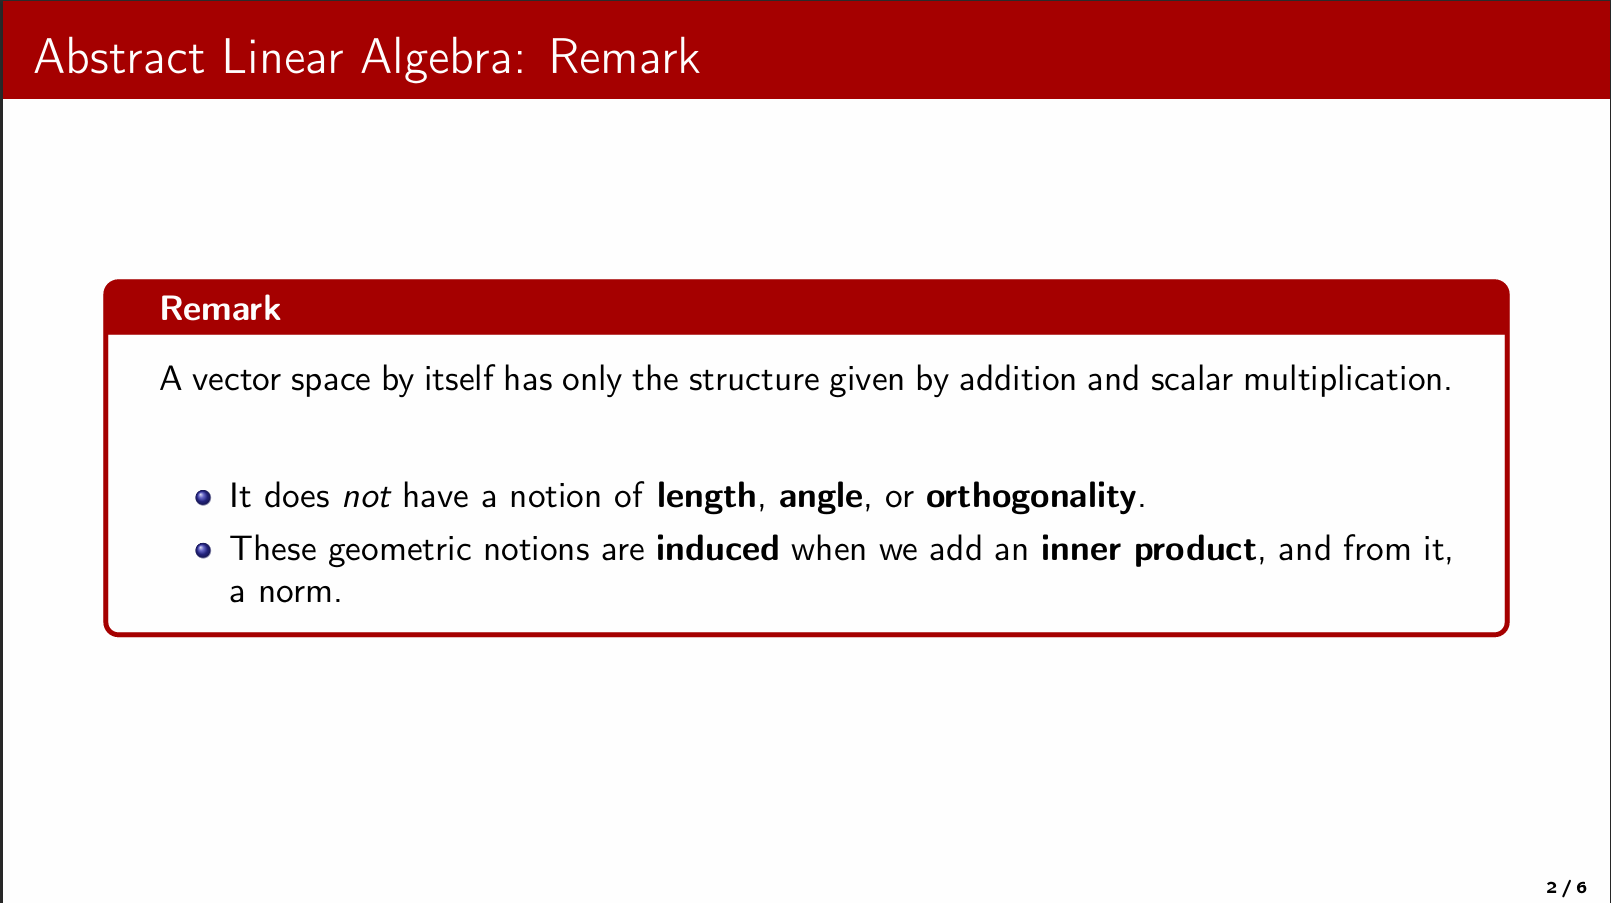 Abstract Linear Algebra: Remark
Remark
A vector space by itself has only the structure given by addition and scalar multiplication.
It does not have a notion of length, angle, or orthogonality.
These geometric notions are induced when we add an inner product, and from it,
a norm.
2 / 6